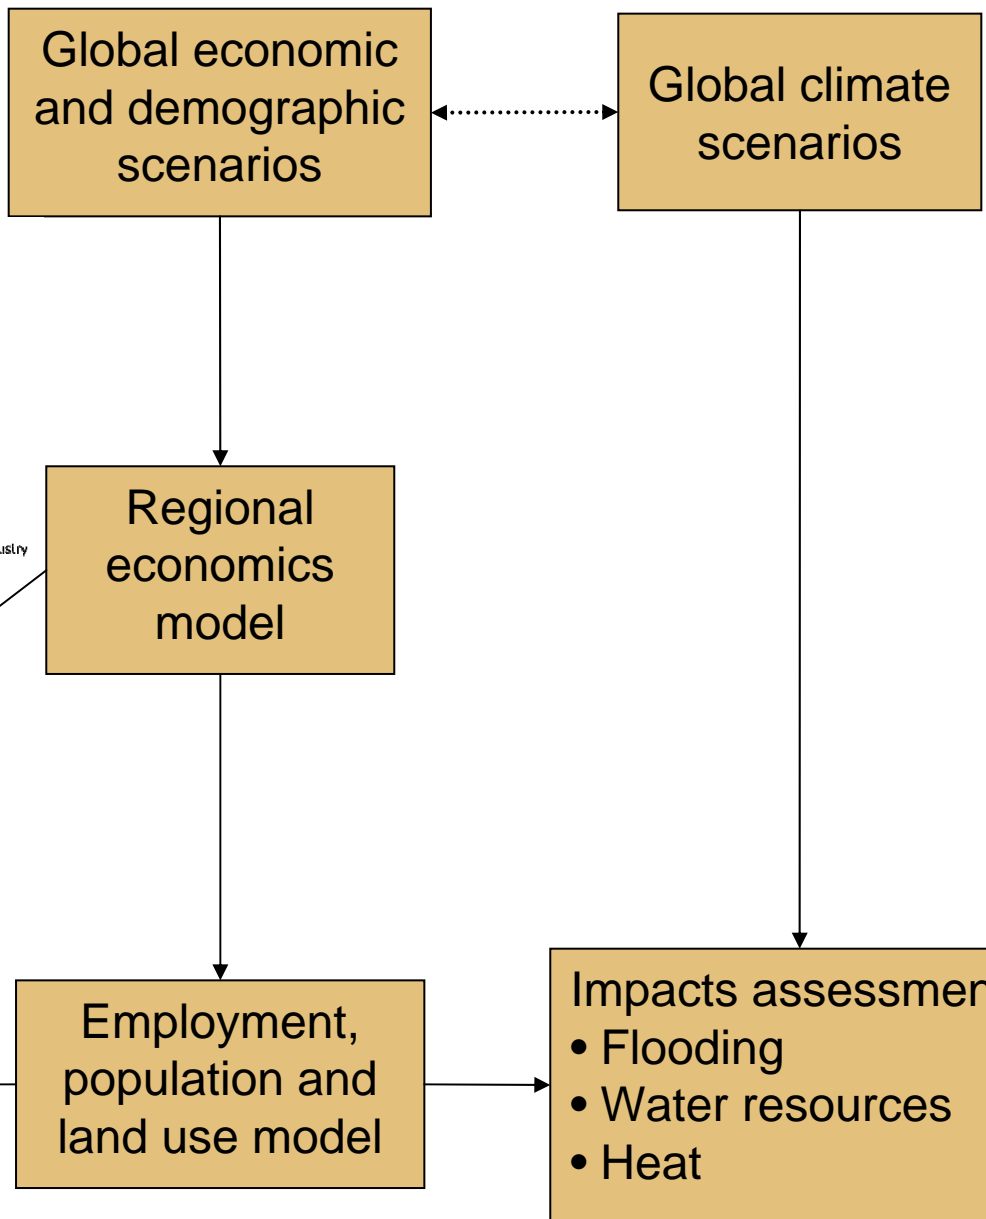 Global economic
and demographic
scenarios
Global climate
scenarios
Regional
economics
model
Employment,
population and
land use model
Impacts assessmen
• Flooding
• Water resources
• Heat